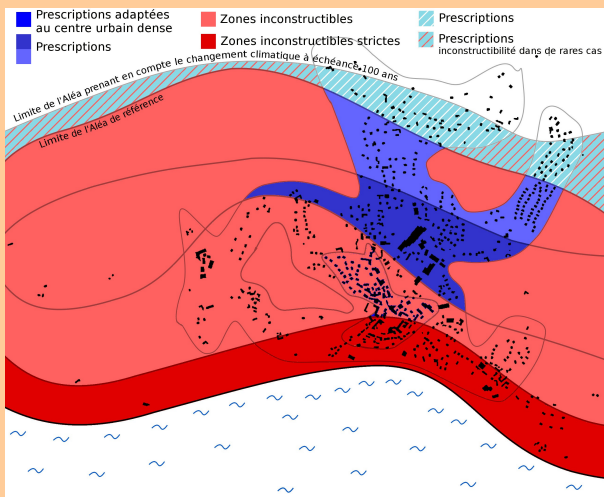 Prescriptions adaptées
au centre urbain dense
Prescriptions
Zones inconstructibles
Zones inconstructibles strictes
Prescriptions
Prescriptions
inconstructibilité dans de rares cas
Limite de l'Aléa prenant en compte le changement climatique à échéance 100 ans
Limite de l'Aléa de référence